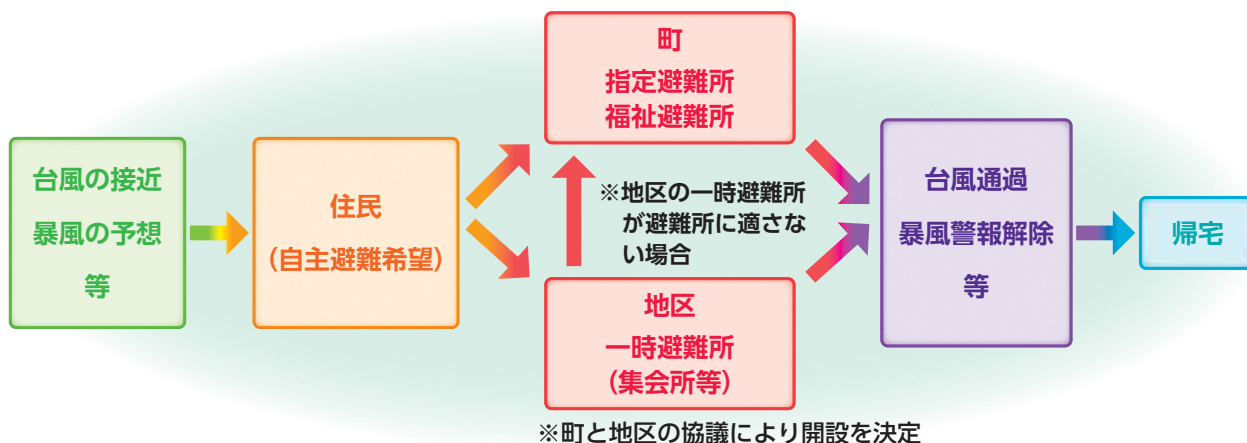 台風の接近
暴風の予想
等
住民
（自主避難希望）
町
指定避難所
福祉避難所
※地区の一時避難所
が避難所に適さな
い場合
地区
一時避難所
（集会所等）
※町と地区の協議により開設を決定
台風通過
暴風警報解除
等
帰宅